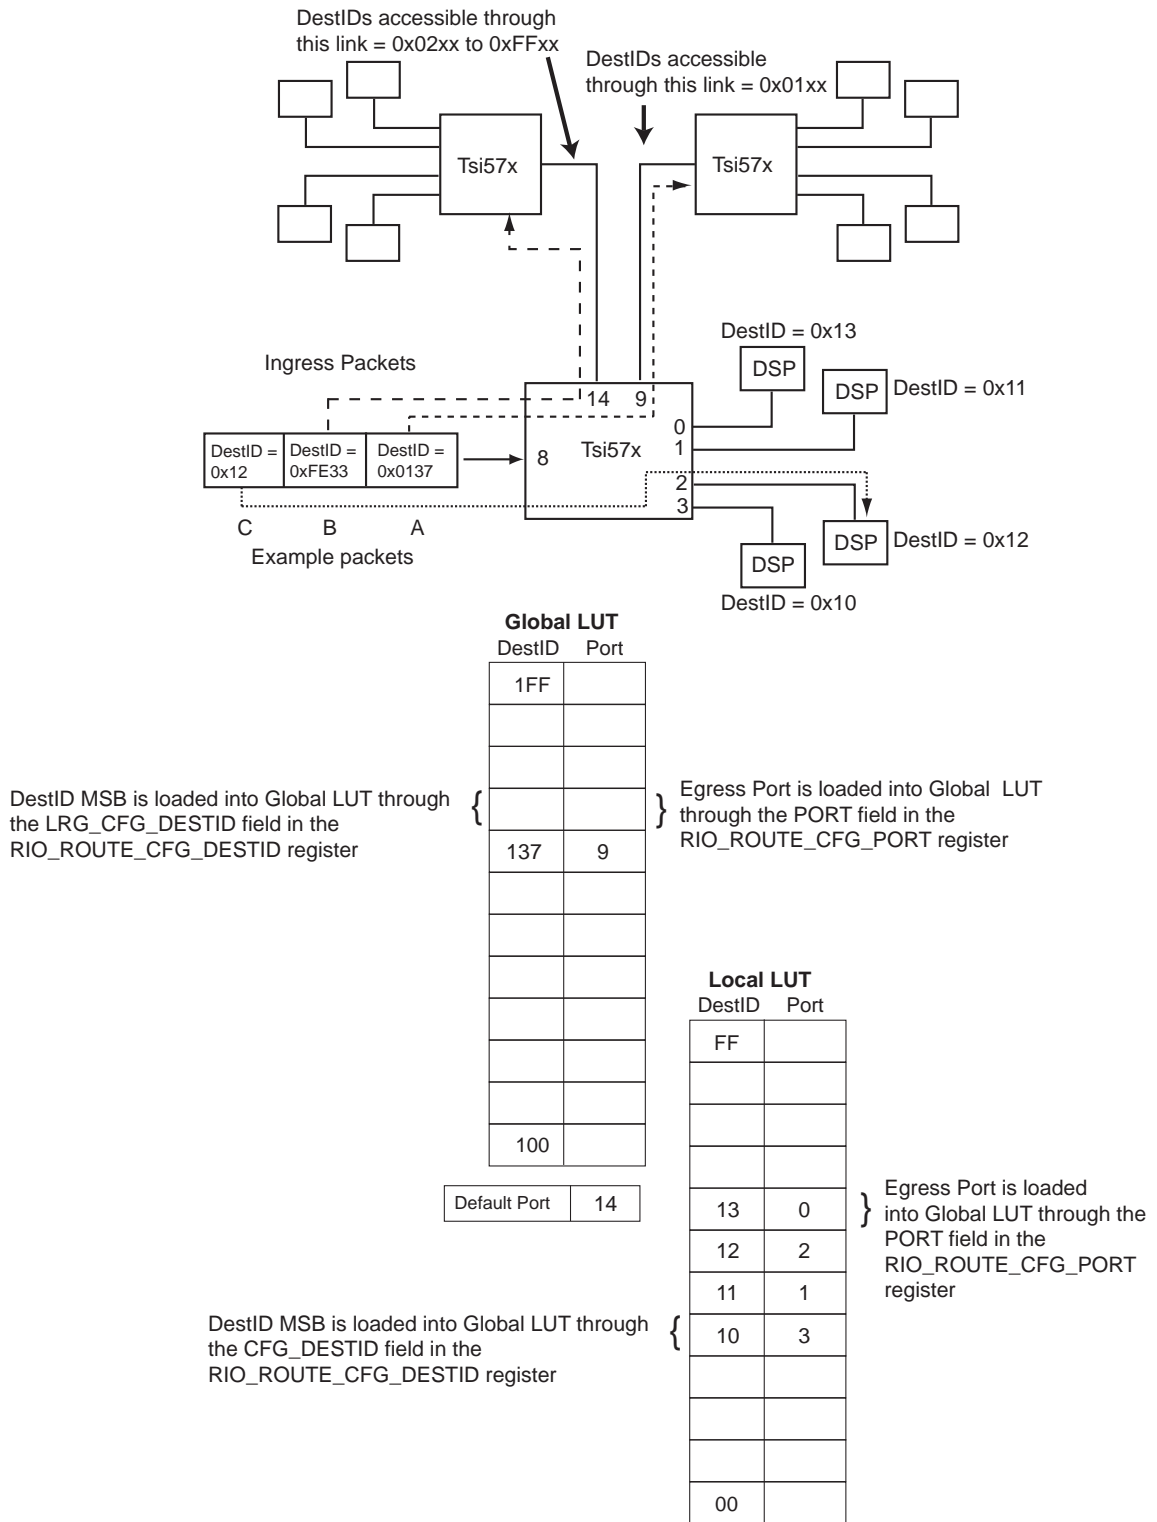 DestIDs accessible through
this link = 0x02xx to 0xFFxx
DestIDs accessible
through this link = 0x01xx
Tsi57x
Tsi57x
DestID = 0x13
Ingress Packets
DSP
DSP
DestID = 0x11
14
9
0
1
2
3
8
Tsi57x
DestID =
0x12
DestID =
0xFE33
DestID =
0x0137
C
B
A
Example packets
DSP
DestID = 0x12
DSP
DestID = 0x10
Global LUT
DestID Port
1FF
DestID MSB is loaded into Global LUT through
the LRG_CFG_DESTID field in the
RIO_ROUTE_CFG_DESTID register
{
}
Egress Port is loaded into Global LUT
through the PORT field in the
RIO_ROUTE_CFG_PORT register
137 9
100
Default Port 14
Local LUT
DestID Port
FF
13 0
12 2
11 1
10 3
00
}
Egress Port is loaded
into Global LUT through the
PORT field in the
RIO_ROUTE_CFG_PORT
register
DestID MSB is loaded into Global LUT through
the CFG_DESTID field in the
RIO_ROUTE_CFG_DESTID register
{